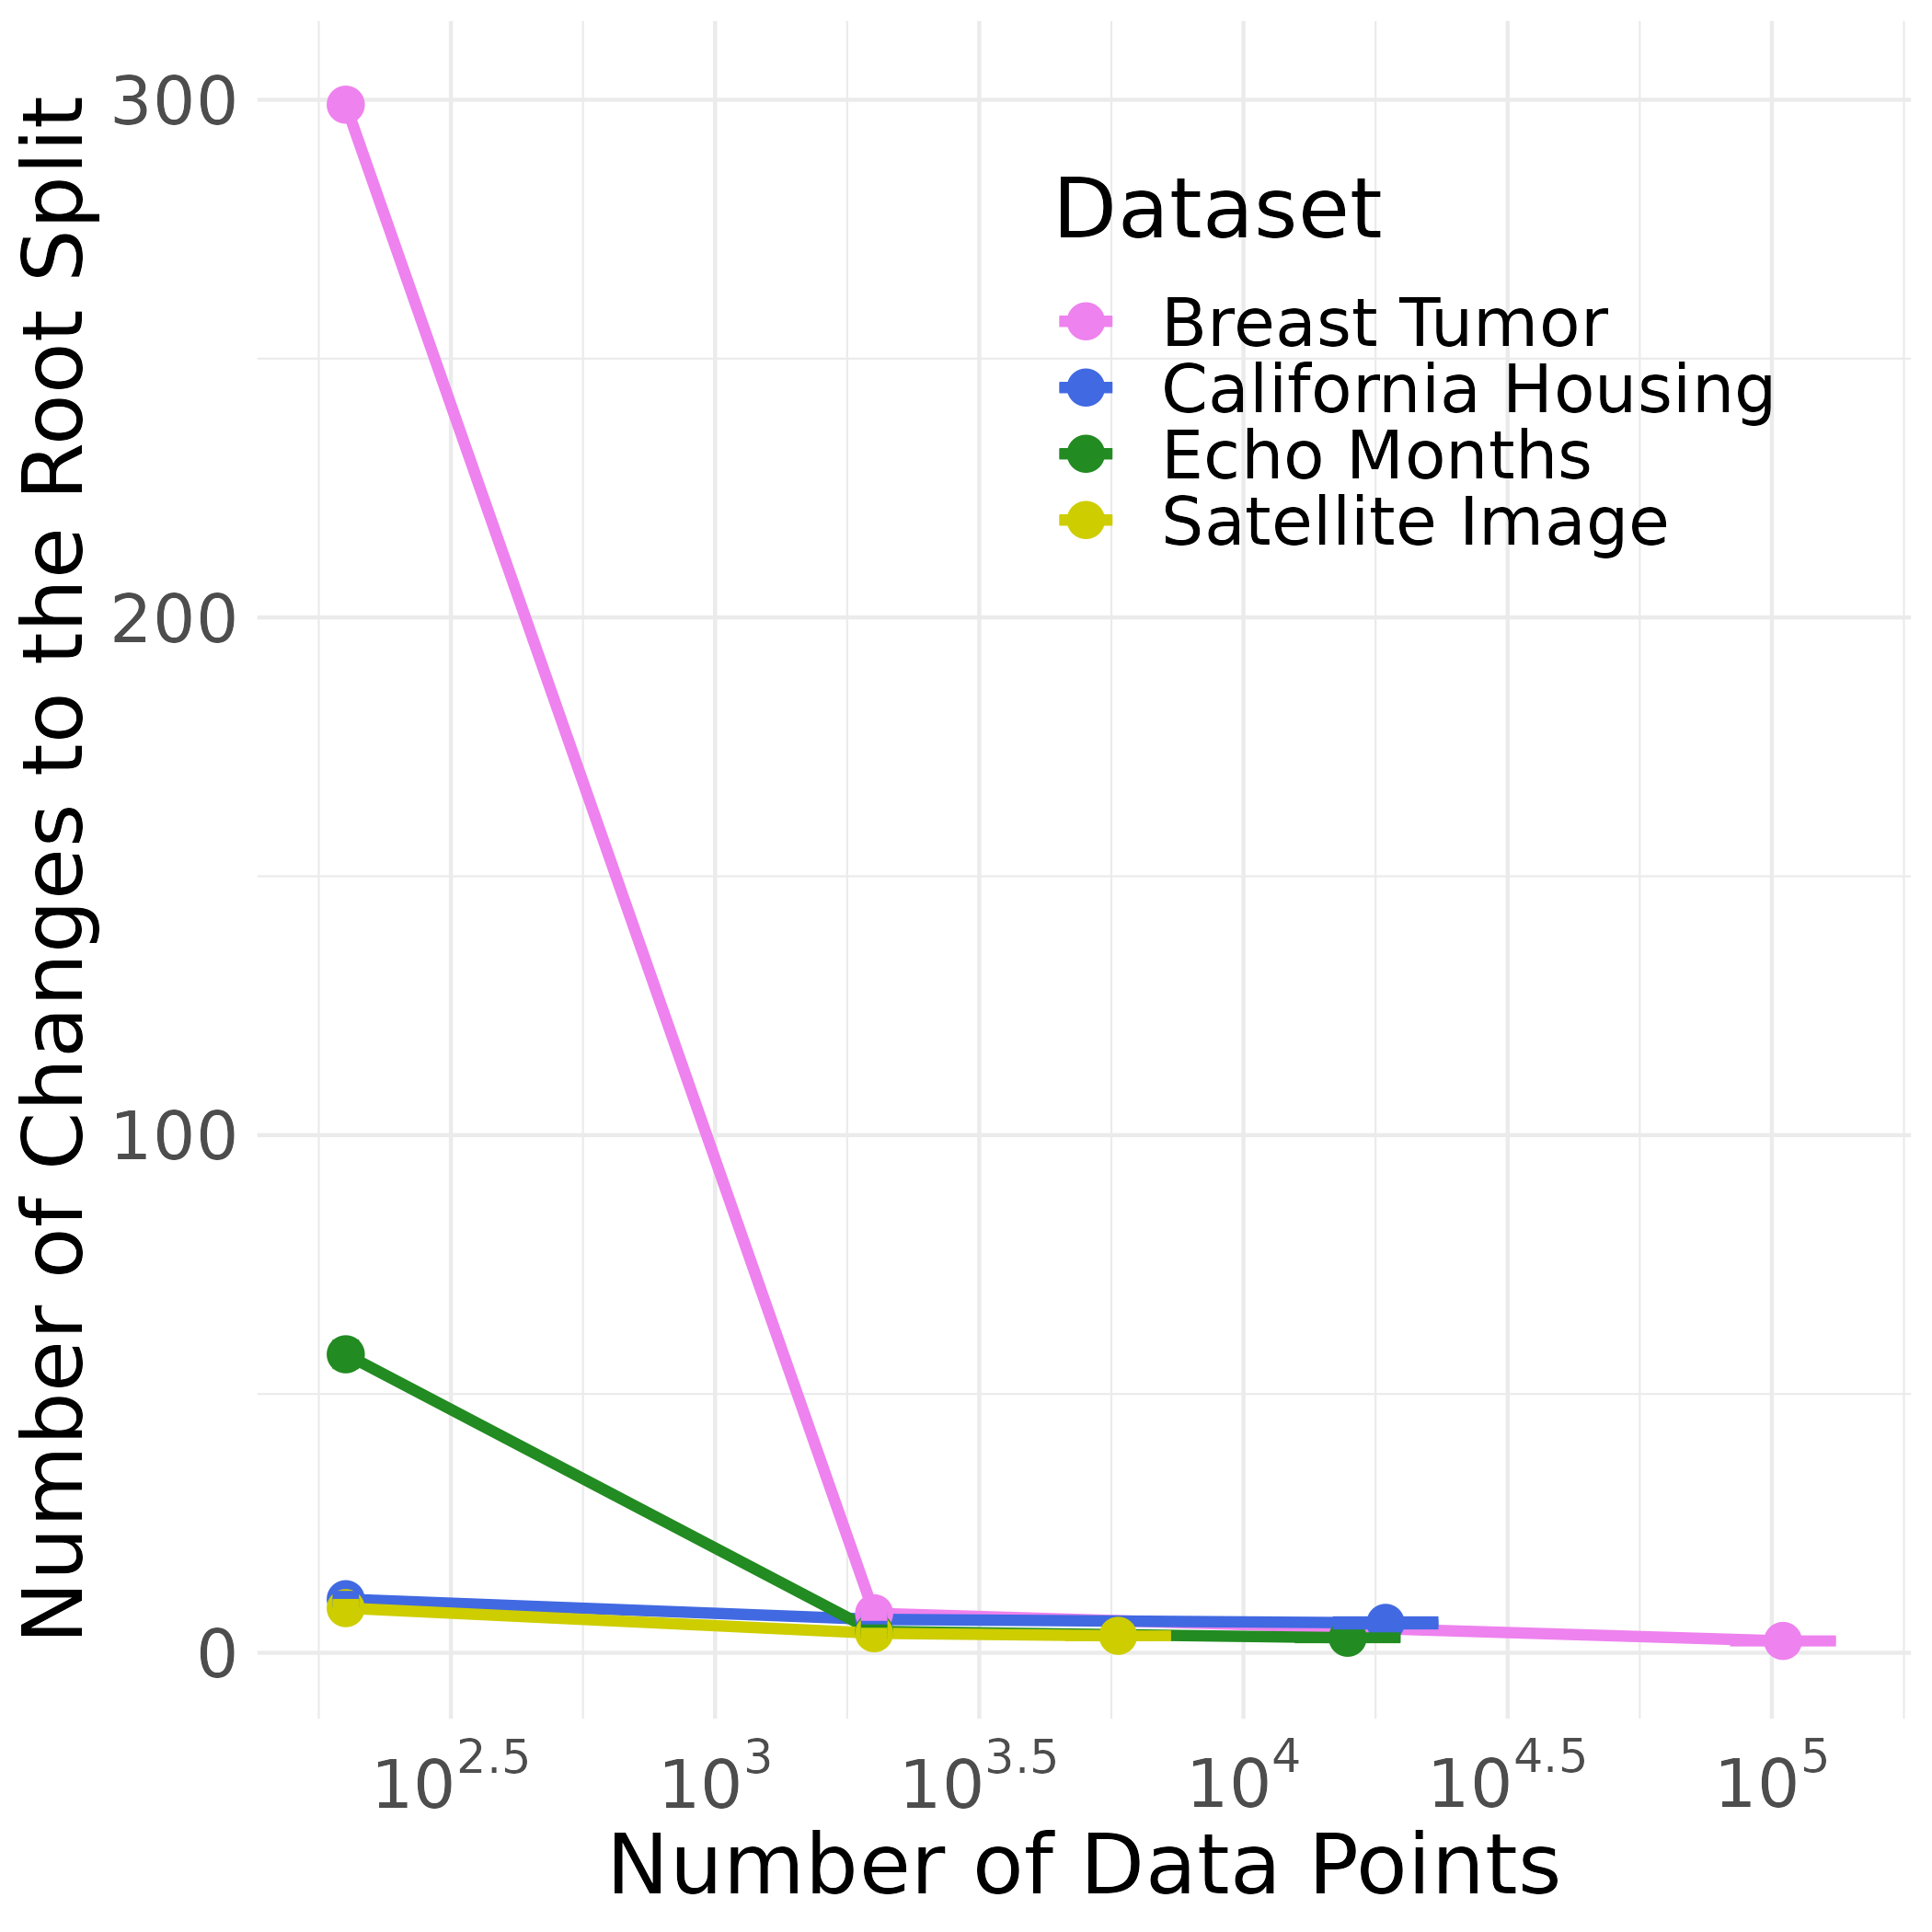 Number of Changes to the Root Split
300
200
100
0
Dataset
Breast Tumor
California Housing
Echo Months
Satellite Image
10^2.5 10^3 10^3.5 10^4 10^4.5 10^5
Number of Data Points